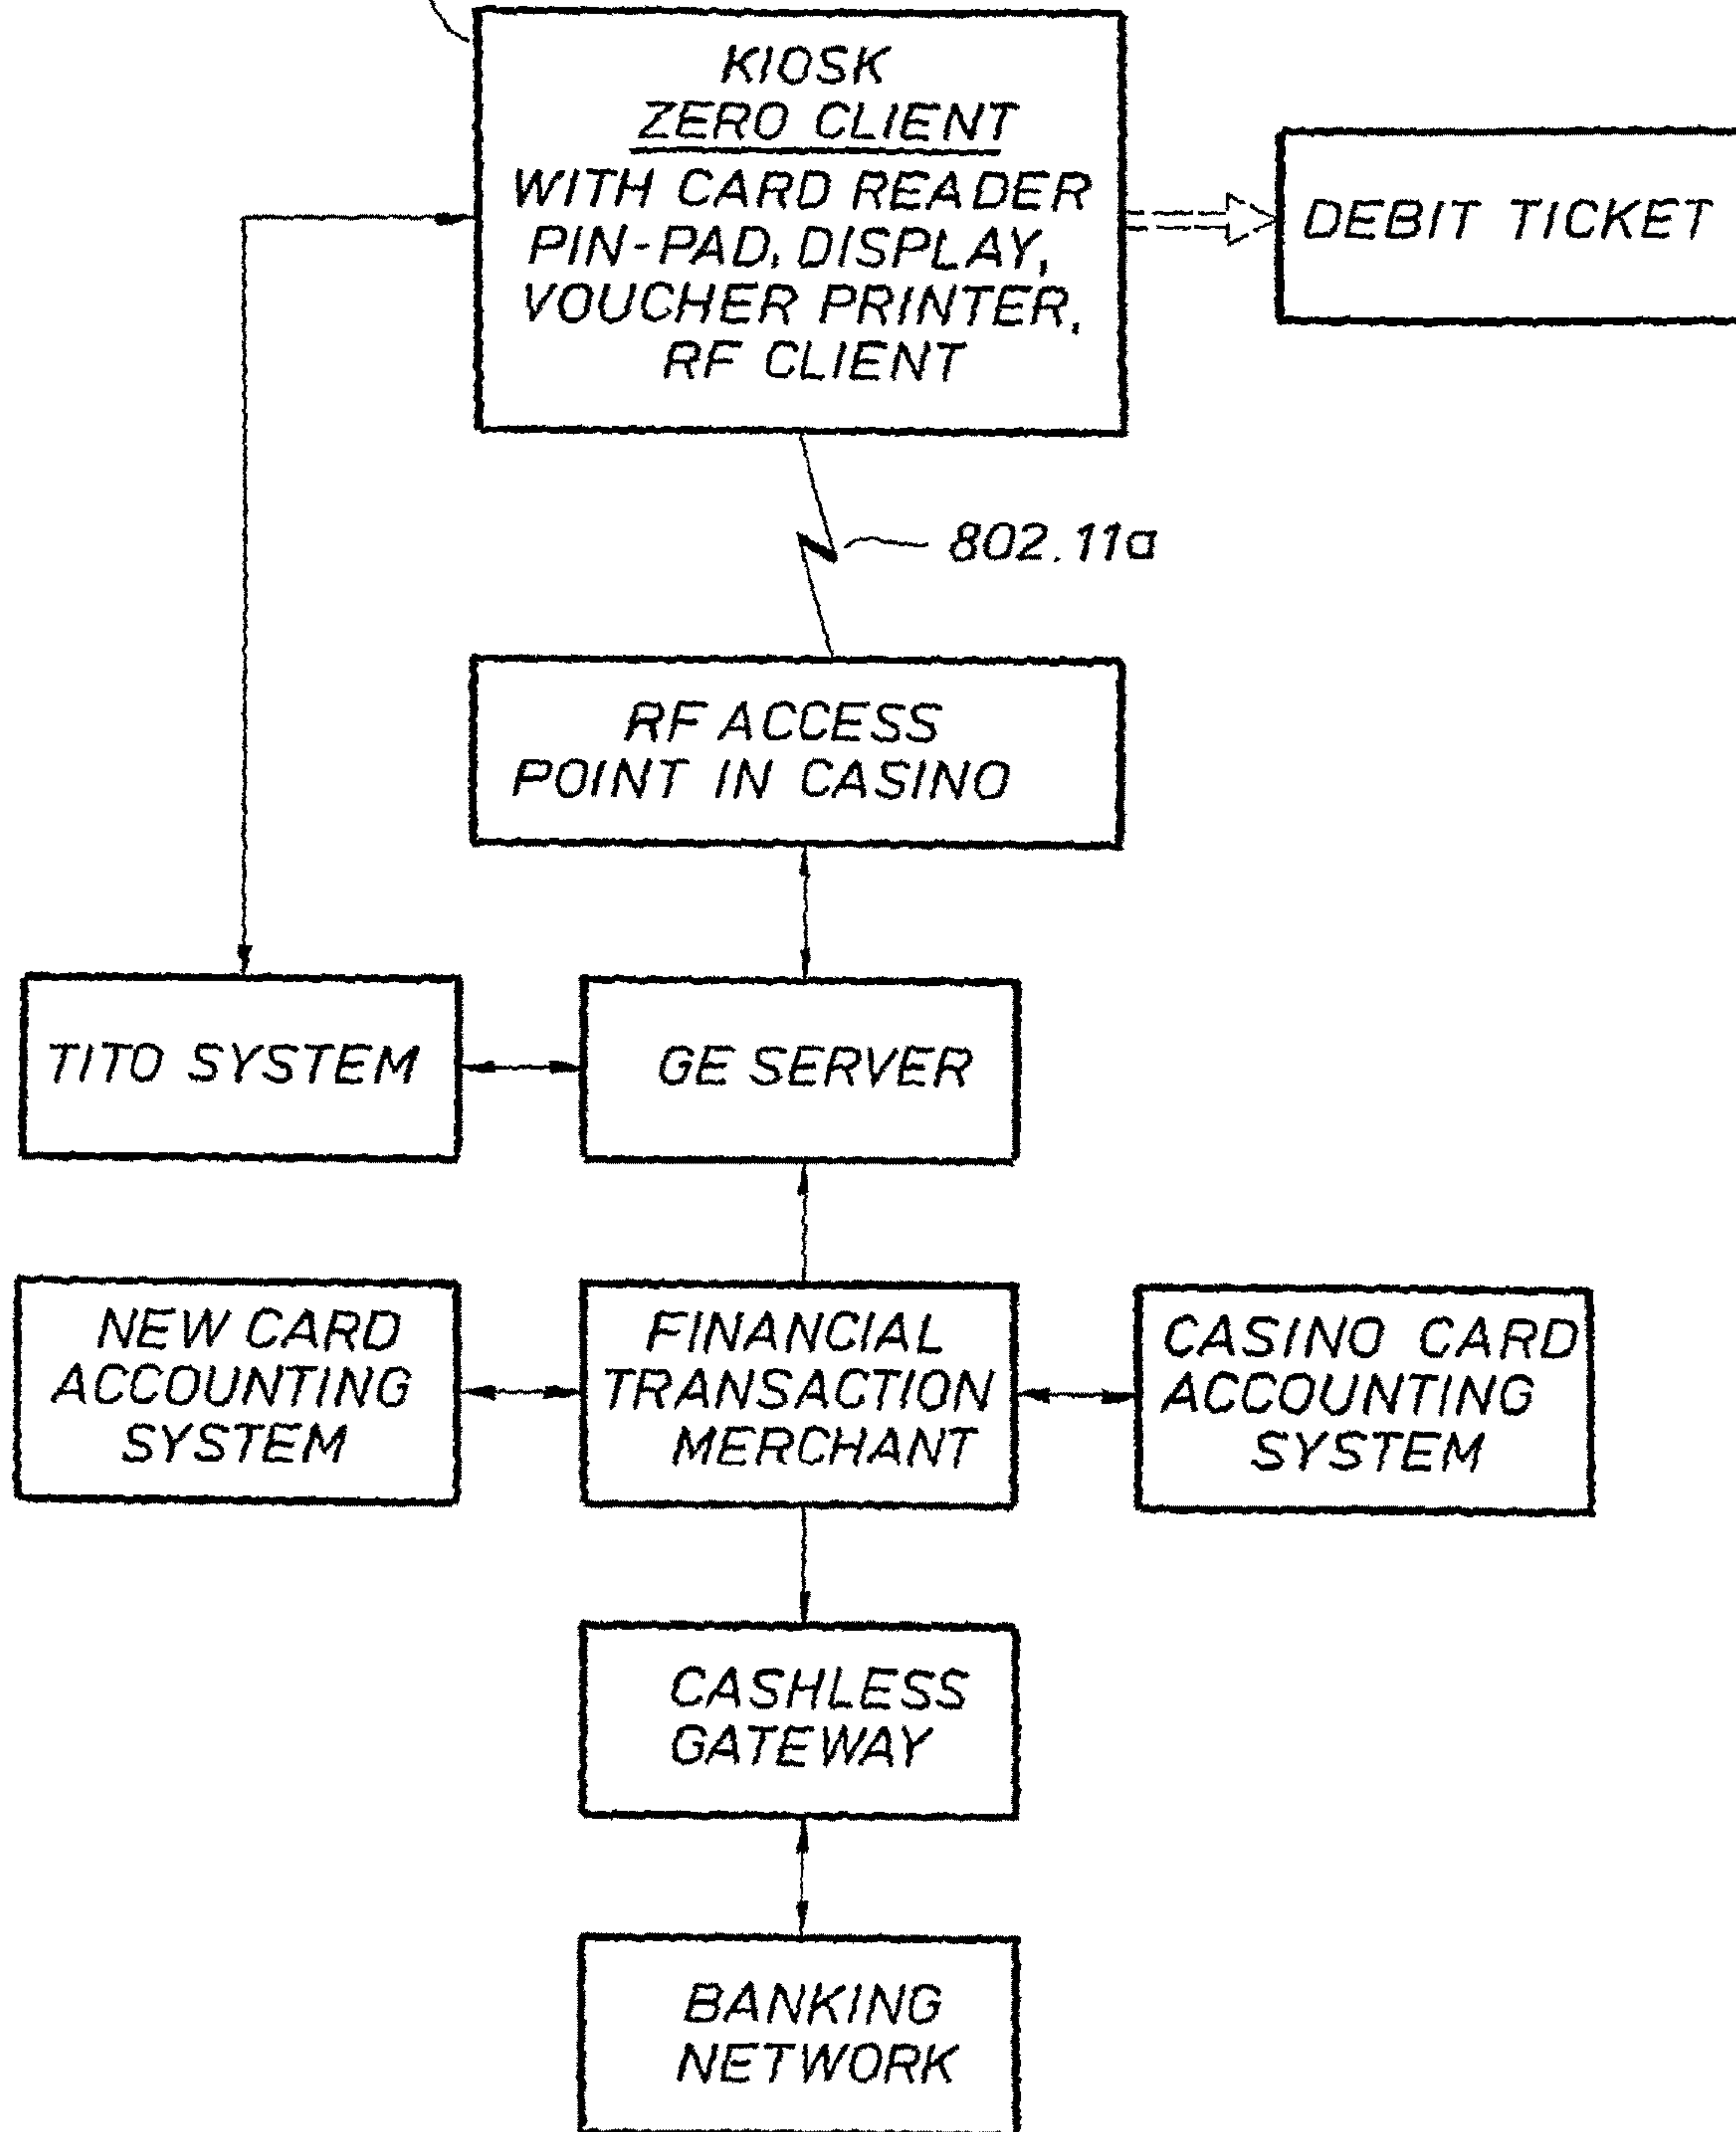 KIOSK
ZERO CLIENT
WITH CARD READER
PIN-PAD, DISPLAY,
VOUCHER PRINTER,
RF CLIENT
DEBIT TICKET
802.11a
RF ACCESS
POINT IN CASINO
TITO SYSTEM
GE SERVER
NEW CARD
ACCOUNTING
SYSTEM
FINANCIAL
TRANSACTION
MERCHANT
CASINO CARD
ACCOUNTING
SYSTEM
CASHLESS
GATEWAY
BANKING
NETWORK